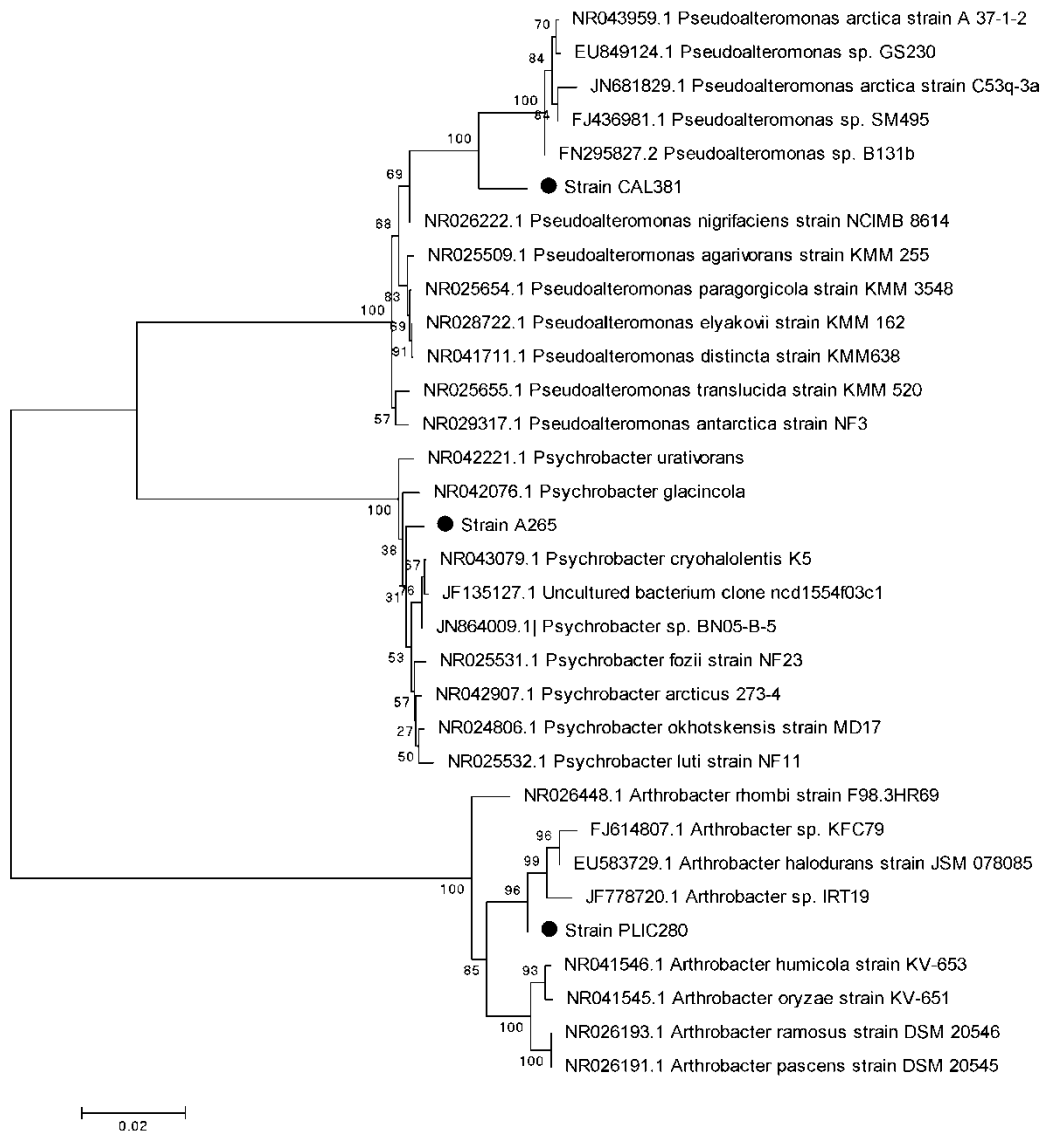 NR043959.1 Pseudoalteromonas arctica strain A 37-1-2
70
EU849124.1 Pseudoalteromonas sp. GS230
84
JN681829.1 Pseudoalteromonas arctica strain C53q-3a
100
84
FJ436981.1 Pseudoalteromonas sp. SM495
100
FN295827.2 Pseudoalteromonas sp. B131b
69
Strain CAL381
68
NR026222.1 Pseudoalteromonas nigrifaciens strain NCIMB 8614
NR025509.1 Pseudoalteromonas agarivorans strain KMM 255
83
NR025654.1 Pseudoalteromonas paragorgicola strain KMM 3548
100
69
NR028722.1 Pseudoalteromonas elyakovii strain KMM 162
91
NR041711.1 Pseudoalteromonas distincta strain KMM638
NR025655.1 Pseudoalteromonas translucida strain KMM 520
57
NR029317.1 Pseudoalteromonas antarctica strain NF3
NR042221.1 Psychrobacter urativorans
NR042076.1 Psychrobacter glacincola
100
Strain A265
38
NR043079.1 Psychrobacter cryohalolentis K5
67
JF135127.1 Uncultured bacterium clone ncd1554f03c1
31
76
JN864009.1| Psychrobacter sp. BN05-B-5
53
NR025531.1 Psychrobacter fozii strain NF23
NR042907.1 Psychrobacter arcticus 273-4
57
NR024806.1 Psychrobacter okhotskensis strain MD17
27
50
NR025532.1 Psychrobacter luti strain NF11
NR026448.1 Arthrobacter rhombi strain F98.3HR69
FJ614807.1 Arthrobacter sp. KFC79
96
EU583729.1 Arthrobacter halodurans strain JSM 078085
99
100
96
JF778720.1 Arthrobacter sp. IRT19
Strain PLIC280
85
NR041546.1 Arthrobacter humicola strain KV-653
93
NR041545.1 Arthrobacter oryzae strain KV-651
100
NR026193.1 Arthrobacter ramosus strain DSM 20546
100
NR026191.1 Arthrobacter pascens strain DSM 20545
0.02